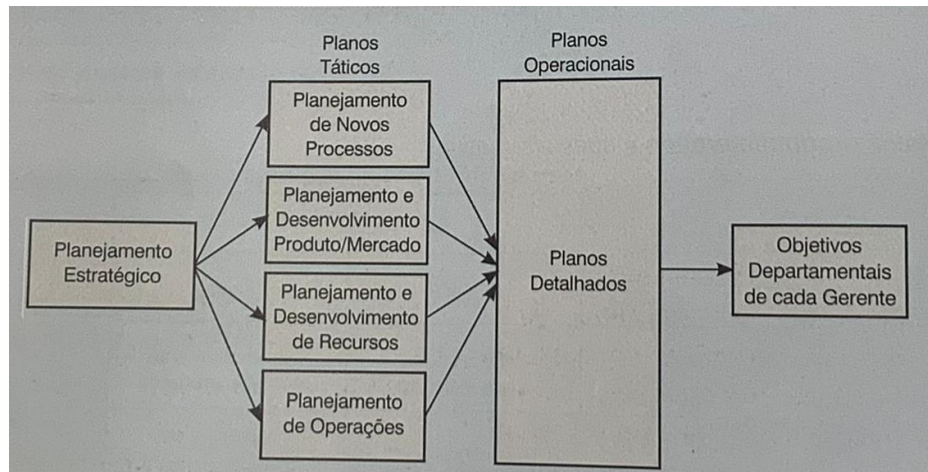 Planos
Táticos
Planos
Operacionais
Planejamento
de Novos
Processos
Planejamento e
Desenvolvimento
Produto/Mercado
Planejamento
Estratégico
Planejamento e
Desenvolvimento
de Recursos
Planejamento
de Operações
Planos
Detalhados
Objetivos
Departamentais
de cada Gerente